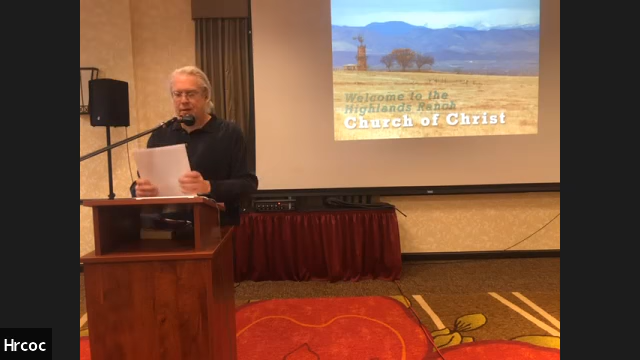 Welcome to the
Highlands Ranch
Church of Christ
Hrcoc